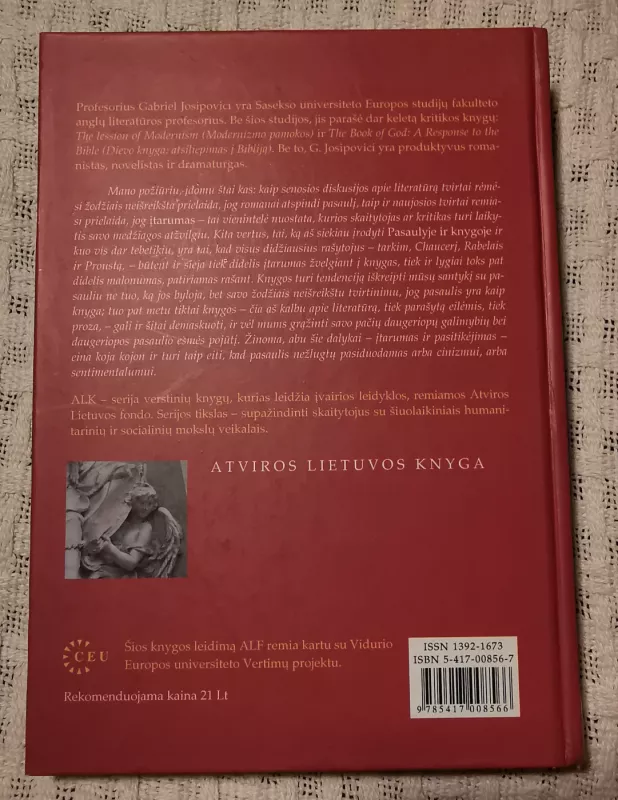 Profesorius Gabriel Josipovici yra Sasekso universiteto Europos studijų fakulteto
anglų literatūros profesorius. Be šios studijos, jis parašė dar keletą kritikos knygų:
The lession of Modernism (Modernizmo pamokos) ir The Book of God: A Response to the
Bible (Dievo knyga: atsiliepimas į Bibliją). Be to, G. Josipovici yra produktyvus roma-
nistas, novelistas ir dramaturgas.
Mano požiūriu, įdomu štai kas: kaip senosios diskusijos apie literatūrą tvirtai rėmė-
si žodžiais neišreikšta prielaida, jog romanai atspindi pasaulį, taip ir naujosios tvirtai remia-
si prielaida, jog įtarumas – tai vienintelė nuostata, kurios skaitytojas ar kritikas turi laiky-
tis savo medžiagos atžvilgiu. Kita vertus, tai, ką aš siekiau įrodyti Pasaulyje ir knygoje ir
kuo vis dar tebetikiu, yra tai, kad visus didžiausius rašytojus – tarkim, Chaucerį, Rabelais
ir Proustą, – būtent ir sieja tiek didelis įtarumas žvelgiant į knygas, tiek ir lygiai toks pat
didelis malonumas, patiriamas rašant. Knygos turi tendenciją iškreipti mūsų santykį su pa-
sauliu ne tuo, ką jos byloja, bet savo žodžiais neišreikštu tvirtinimu, jog pasaulis yra kaip
knyga; tuo pat metu tiktai knygos – čia aš kalbu apie literatūrą, tiek parašytą eilėmis, tiek
proza, – gali ir šitai demaskuoti, ir vėl mums grąžinti savo pačių daugeriopų galimybių bei
daugeriopos pasaulio esmės pojūtį. Žinoma, abu šie dalykai – įtarumas ir pasitikėjimas –
eina koja kojon ir turi taip eiti, kad pasaulis nežlugtų pasiduodamas arba cinizmui, arba
sentimentalumui.
ALK – serija verstinių knygų, kurias leidžia įvairios leidyklos, remiamos Atviros
Lietuvos fondo. Serijos tikslas – supažindinti skaitytojus su šiuolaikiniais humani-
tarinių ir socialinių mokslų veikalais.
ATVIROS LIETUVOS KNYGA
CEU
Šios knygos leidimą ALF remia kartu su Vidurio
Europos universiteto Vertimų projektu.
Rekomenduojama kaina 21 Lt
ISSN 1392-1673
ISBN 5-417-00856-7
9 785417 008566